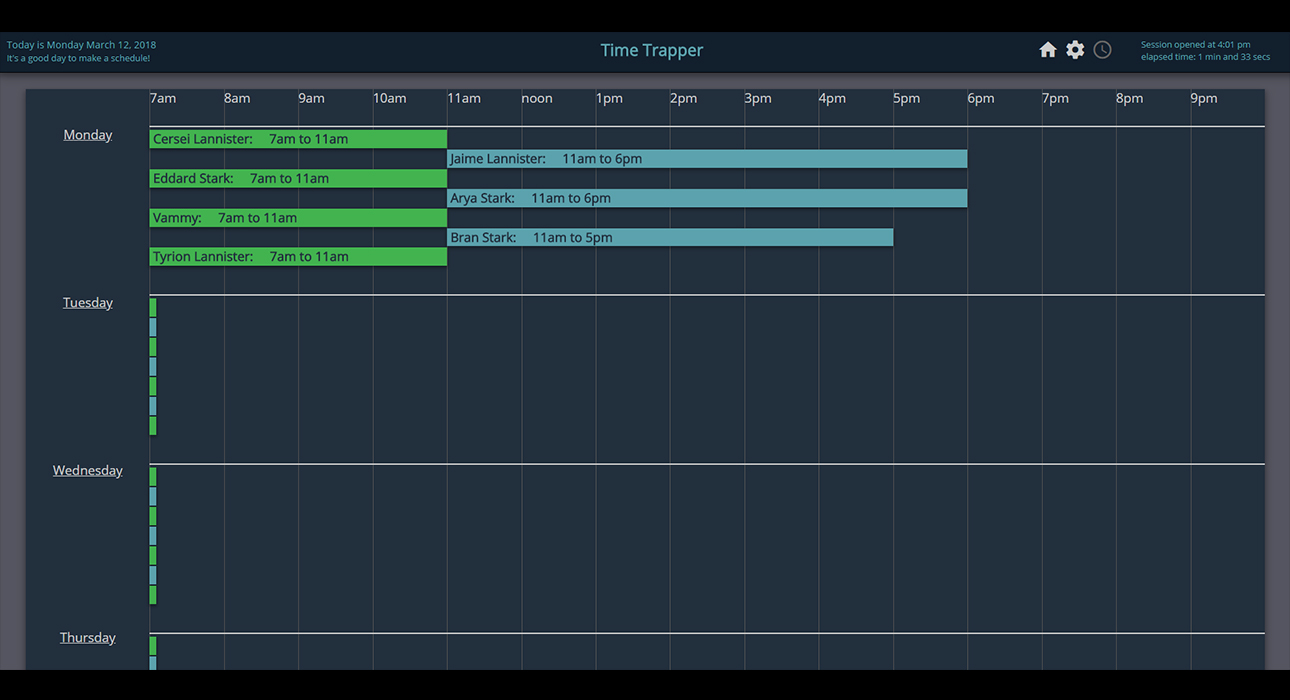 Today is Monday March 12, 2018
It's a good day to make a schedule!
Time Trapper
Session opened at 4:01 pm
elapsed time: 1 min and 33 secs
7am 8am 9am 10am 11am noon 1pm 2pm 3pm 4pm 5pm 6pm 7pm 8pm 9pm
Monday
Cersei Lannister: 7am to 11am
Jaime Lannister: 11am to 6pm
Eddard Stark: 7am to 11am
Arya Stark: 11am to 6pm
Vammy: 7am to 11am
Bran Stark: 11am to 5pm
Tyrion Lannister: 7am to 11am
Tuesday
Wednesday
Thursday